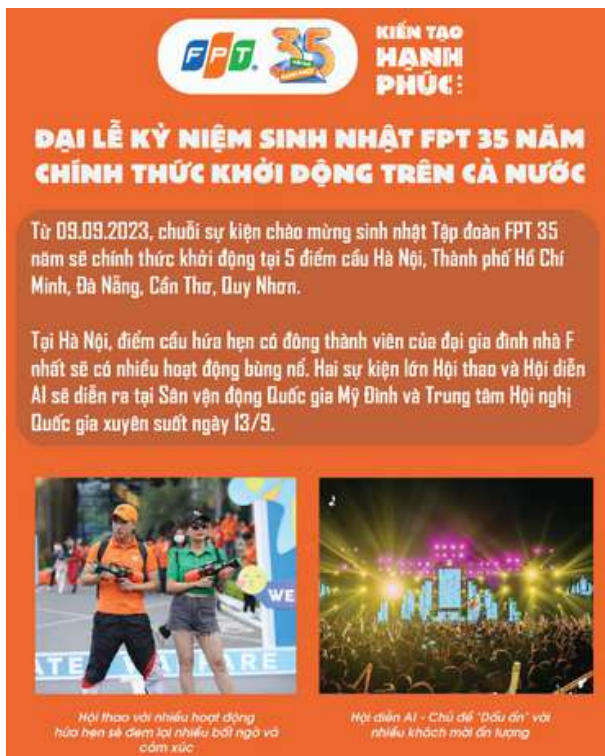 FPT
35
KIẾN TẠO
HẠNH
PHÚC:
ĐẠI LỄ KỶ NIỆM SINH NHẬT FPT 35 NĂM
CHÍNH THỨC KHỞI ĐỘNG TRÊN CẢ NƯỚC
Từ 09.09.2023, chuỗi sự kiện chào mừng sinh nhật Tập đoàn FPT 35
năm sẽ chính thức khởi động tại 5 điểm cầu Hà Nội, Thành phố Hồ Chí
Minh, Đà Nẵng, Cần Thơ, Quy Nhơn.
Tại Hà Nội, điểm cầu hứa hẹn có đông thành viên của đại gia đình nhà F
nhất sẽ có nhiều hoạt động bùng nổ. Hai sự kiện lớn Hội thao và Hội diễn
AI sẽ diễn ra tại Sân vận động Quốc gia Mỹ Đình và Trung tâm Hội nghị
Quốc gia xuyên suốt ngày 13/9.
WE
WATER WARFARE
Hội thao với nhiều hoạt động
hứa hẹn sẽ đem lại nhiều bất ngờ và
cảm xúc
Hội diễn AI - Chủ đề "Dấu ấn" với
nhiều khách mời ấn tượng